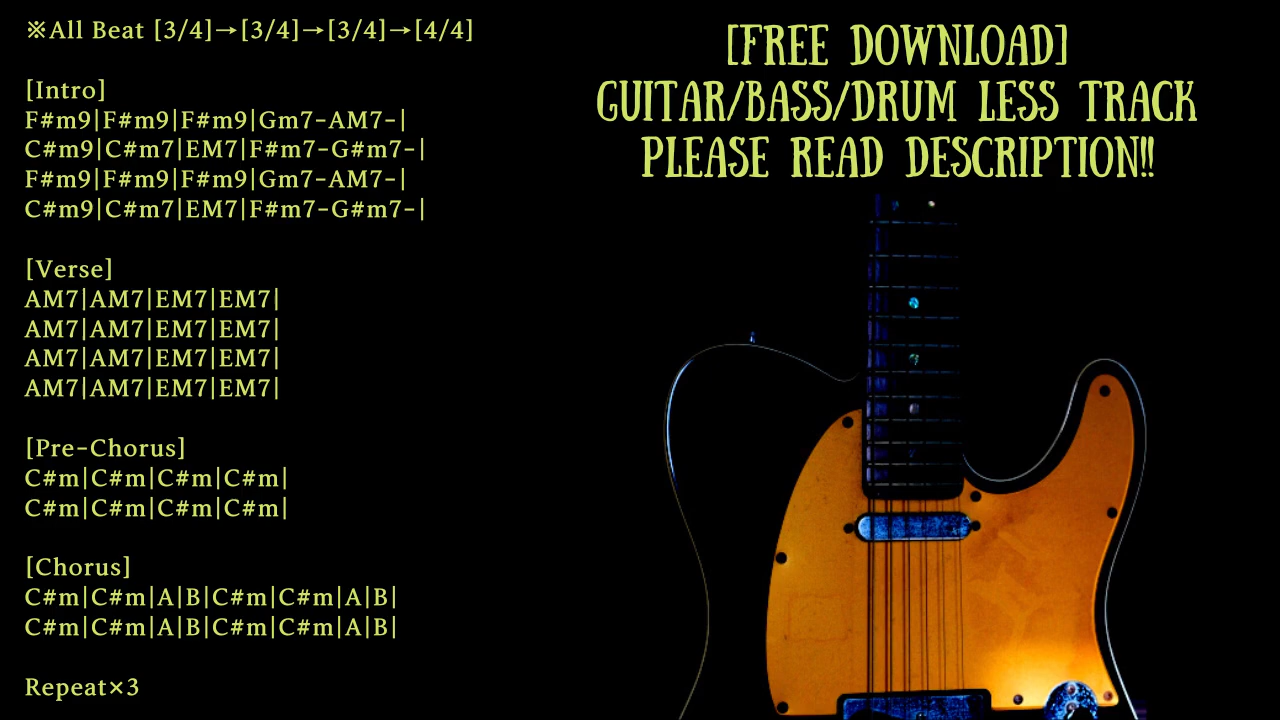 ※All Beat [3/4]→[3/4]→[3/4]→[4/4]
[Intro]
F#m9|F#m9|F#m9|Gm7-AM7-|
C#m9|C#m7|EM7|F#m7-G#m7-|
F#m9|F#m9|F#m9|Gm7-AM7-|
C#m9|C#m7|EM7|F#m7-G#m7-|
[Verse]
AM7|AM7|EM7|EM7|
AM7|AM7|EM7|EM7|
AM7|AM7|EM7|EM7|
AM7|AM7|EM7|EM7|
[Pre-Chorus]
C#m|C#m|C#m|C#m|
C#m|C#m|C#m|C#m|
[Chorus]
C#m|C#m|A|B|C#m|C#m|A|B|
C#m|C#m|A|B|C#m|C#m|A|B|
Repeat×3
[FREE DOWNLOAD]
GUITAR/BASS/DRUM LESS TRACK
PLEASE READ DESCRIPTION!!